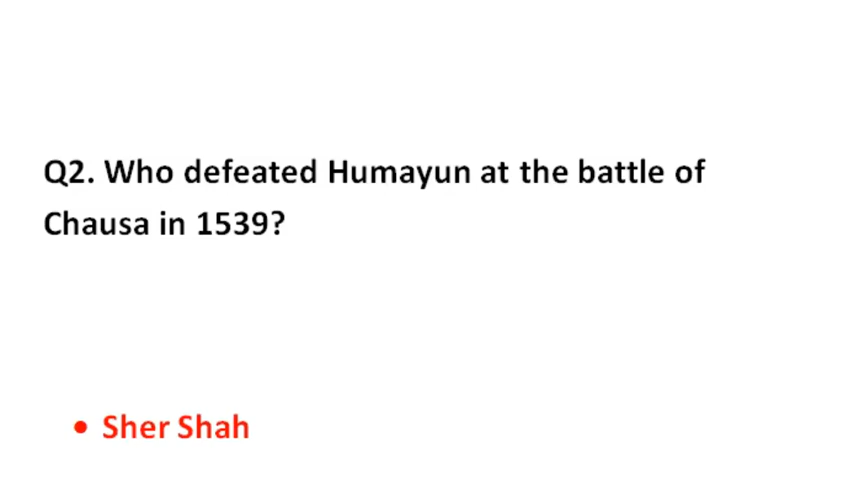 Q2. Who defeated Humayun at the battle of
Chausa in 1539?
• Sher Shah